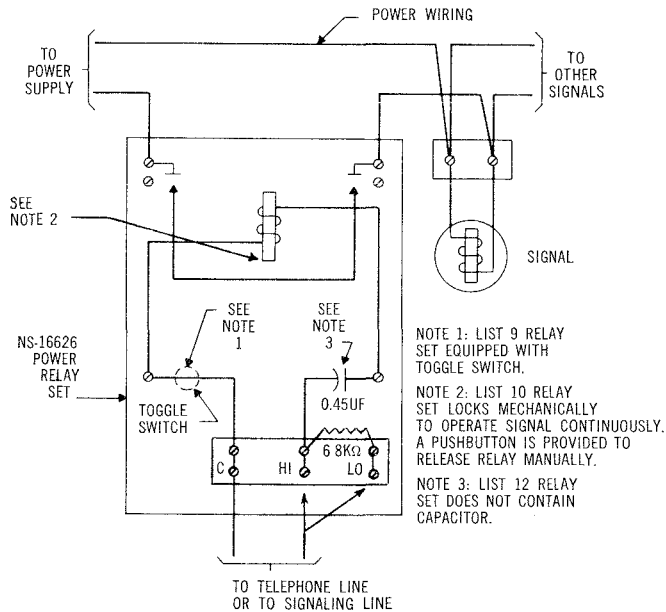 POWER WIRING
TO
POWER
SUPPLY
TO
OTHER
SIGNALS
SEE
NOTE 2
SIGNAL
NS-16626
POWER
RELAY
SET
SEE
NOTE
1
SEE
NOTE
3
TOGGLE
SWITCH
0.45UF
6 8KΩ
C
HI
LO
NOTE 1: LIST 9 RELAY
SET EQUIPPED WITH
TOGGLE SWITCH.
NOTE 2: LIST 10 RELAY
SET LOCKS MECHANICALLY
TO OPERATE SIGNAL CONTINUOUSLY.
A PUSHBUTTON IS PROVIDED TO
RELEASE RELAY MANUALLY.
NOTE 3: LIST 12 RELAY
SET DOES NOT CONTAIN
CAPACITOR.
TO TELEPHONE LINE
OR TO SIGNALING LINE